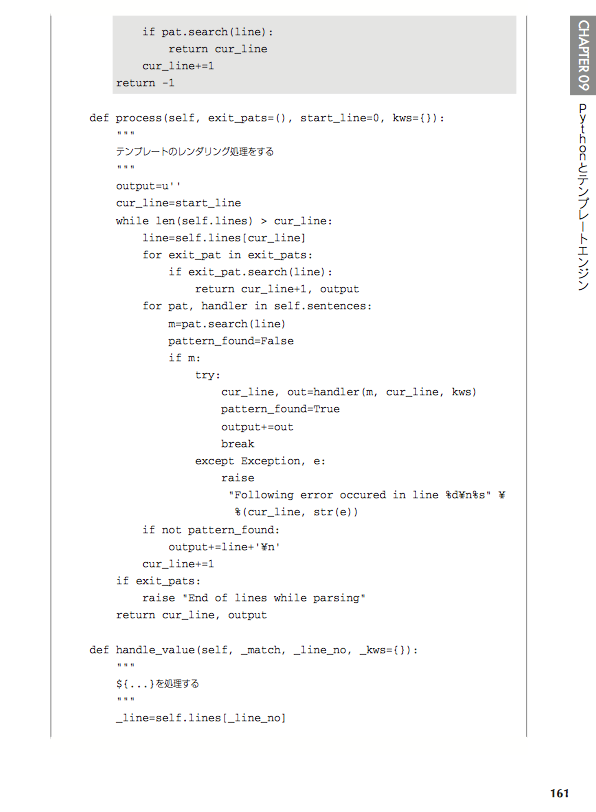 if pat.search(line):
            return cur_line
        cur_line+=1
    return -1

def process(self, exit_pats=(), start_line=0, kws={}):
    """
    テンプレートのレンダリング処理をする
    """
    output=u''
    cur_line=start_line
    while len(self.lines) > cur_line:
        line=self.lines[cur_line]
        for exit_pat in exit_pats:
            if exit_pat.search(line):
                return cur_line+1, output
        for pat, handler in self.sentences:
            m=pat.search(line)
            pattern_found=False
            if m:
                try:
                    cur_line, out=handler(m, cur_line, kws)
                    pattern_found=True
                    output+=out
                    break
                except Exception, e:
                    raise
                     "Following error occured in line %d¥n%s" ¥
                      %(cur_line, str(e))
        if not pattern_found:
            output+=line+'¥n'
        cur_line+=1
    if exit_pats:
        raise "End of lines while parsing"
    return cur_line, output

def handle_value(self, _match, _line_no, _kws={}):
    """
    ${...}を処理する
    """
    _line=self.lines[_line_no]
CHAPTER 09
Pythonとテンプレートエンジン
161